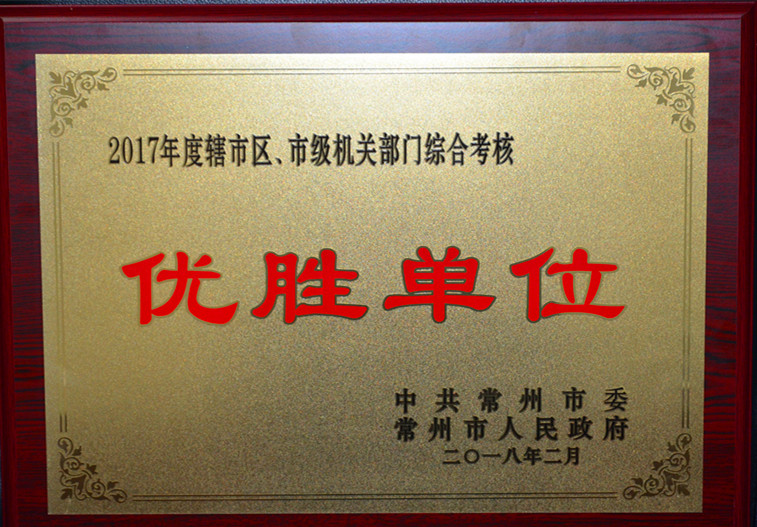 2017年度辖市区、市级机关部门综合考核
优胜单位
中共常州市委
常州市人民政府
二〇一八年二月